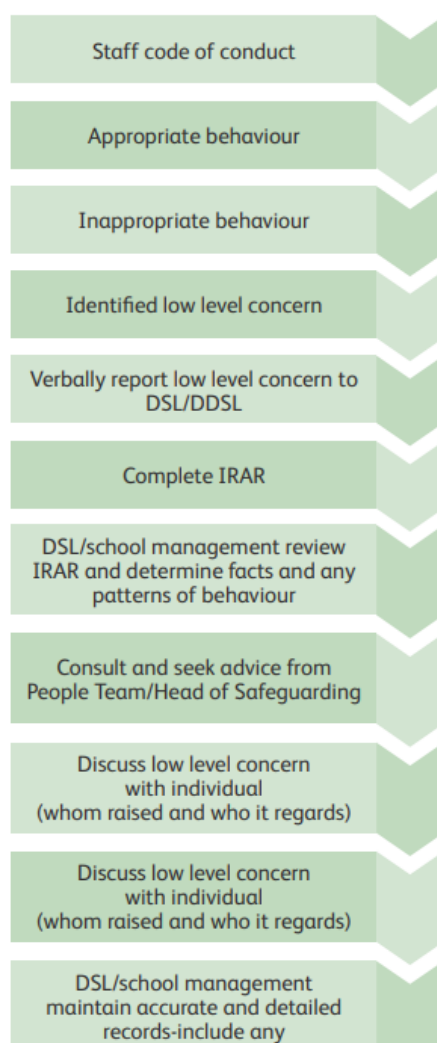 Staff code of conduct
Appropriate behaviour
Inappropriate behaviour
Identified low level concern
Verbally report low level concern to
DSL/DDSL
Complete IRAR
DSL/school management review
IRAR and determine facts and any
patterns of behaviour
Consult and seek advice from
People Team/Head of Safeguarding
Discuss low level concern
with individual
(whom raised and who it regards)
Discuss low level concern
with individual
(whom raised and who it regards)
DSL/school management
maintain accurate and detailed
records-include any